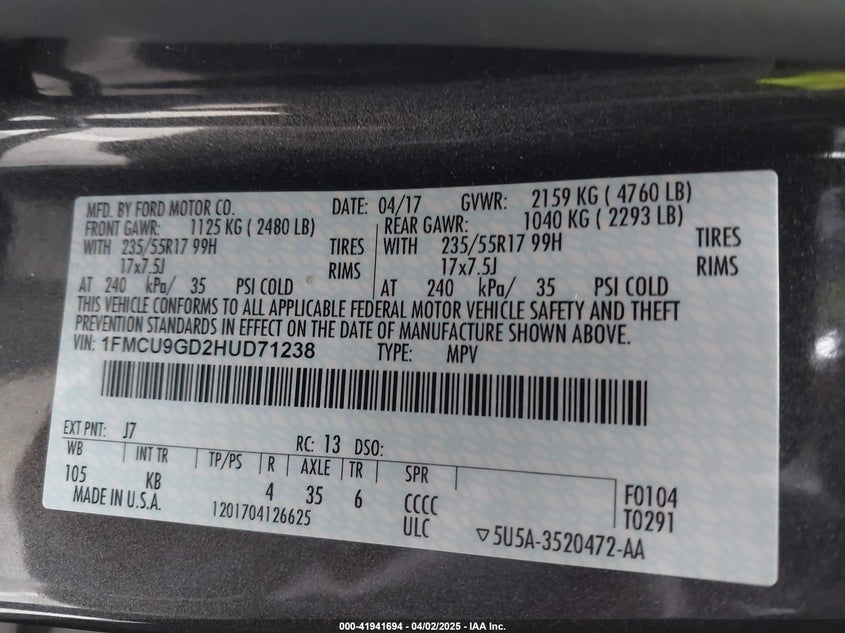 MFD. BY FORD MOTOR CO. DATE: 04/17 GVWR: 2159 KG ( 4760 LB)
FRONT GAWR: 1125 KG ( 2480 LB) REAR GAWR: 1040 KG ( 2293 LB)
WITH 235/55R17 99H TIRES WITH 235/55R17 99H TIRES
17x7.5J RIMS 17x7.5J RIMS
AT 240 kPa/ 35 PSI COLD AT 240 kPa/ 35 PSI COLD
THIS VEHICLE CONFORMS TO ALL APPLICABLE FEDERAL MOTOR VEHICLE SAFETY AND THEFT
PREVENTION STANDARDS IN EFFECT ON THE DATE OF MANUFACTURE SHOWN ABOVE.
VIN: 1FMCU9GD2HUD71238 TYPE: MPV
EXT PNT: J7 RC: 13 DSO:
WB INT TR TP/PS R AXLE TR SPR
105 KB 4 35 6 CCCC F0104
MADE IN U.S.A. 1201704126625 ULC T0291
▽5U5A-3520472-AA
000-41941694 - 04/02/2025 - IAA Inc.